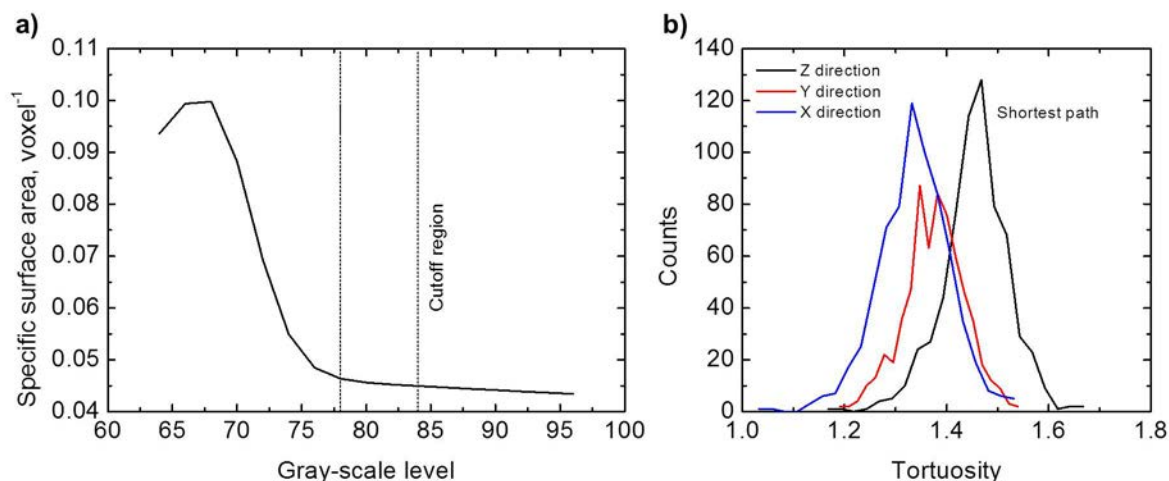 a)
0.11
0.10
0.09
0.08
0.07
0.06
0.05
0.04
60 65 70 75 80 85 90 95 100
Specific surface area, voxel⁻¹
Gray-scale level
Cutoff region
b)
140
120
100
80
60
40
20
0
1.0 1.2 1.4 1.6 1.8
Counts
Tortuosity
Z direction
Y direction
X direction
Shortest path